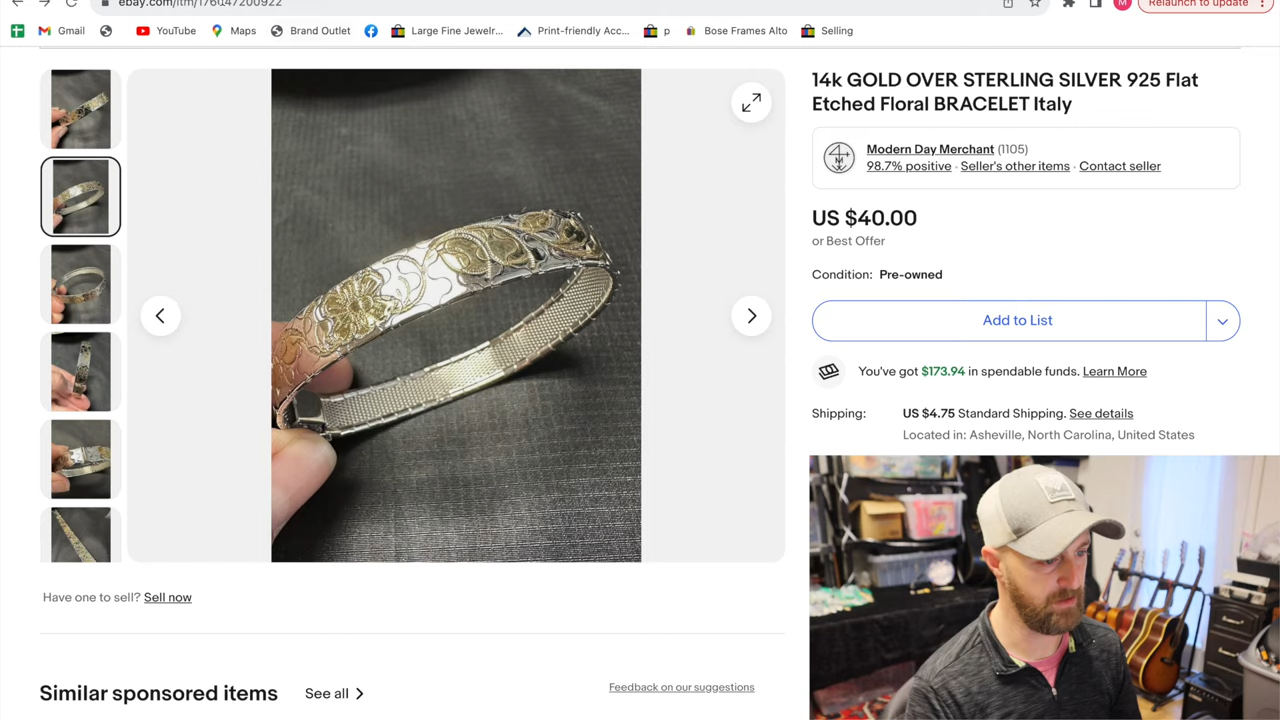 ebay.com/itm/176047200922
Relaunch to update
M
Gmail
YouTube
Maps
Brand Outlet
Large Fine Jewelr...
Print-friendly Acc...
p
Bose Frames Alto
Selling
14k GOLD OVER STERLING SILVER 925 Flat
Etched Floral BRACELET Italy
Modern Day Merchant (1105)
98.7% positive · Seller's other items · Contact seller
US $40.00
or Best Offer
Condition: Pre-owned
Add to List
You've got $173.94 in spendable funds. Learn More
Shipping: US $4.75 Standard Shipping. See details
Located in: Asheville, North Carolina, United States
Have one to sell? Sell now
Similar sponsored items See all
Feedback on our suggestions